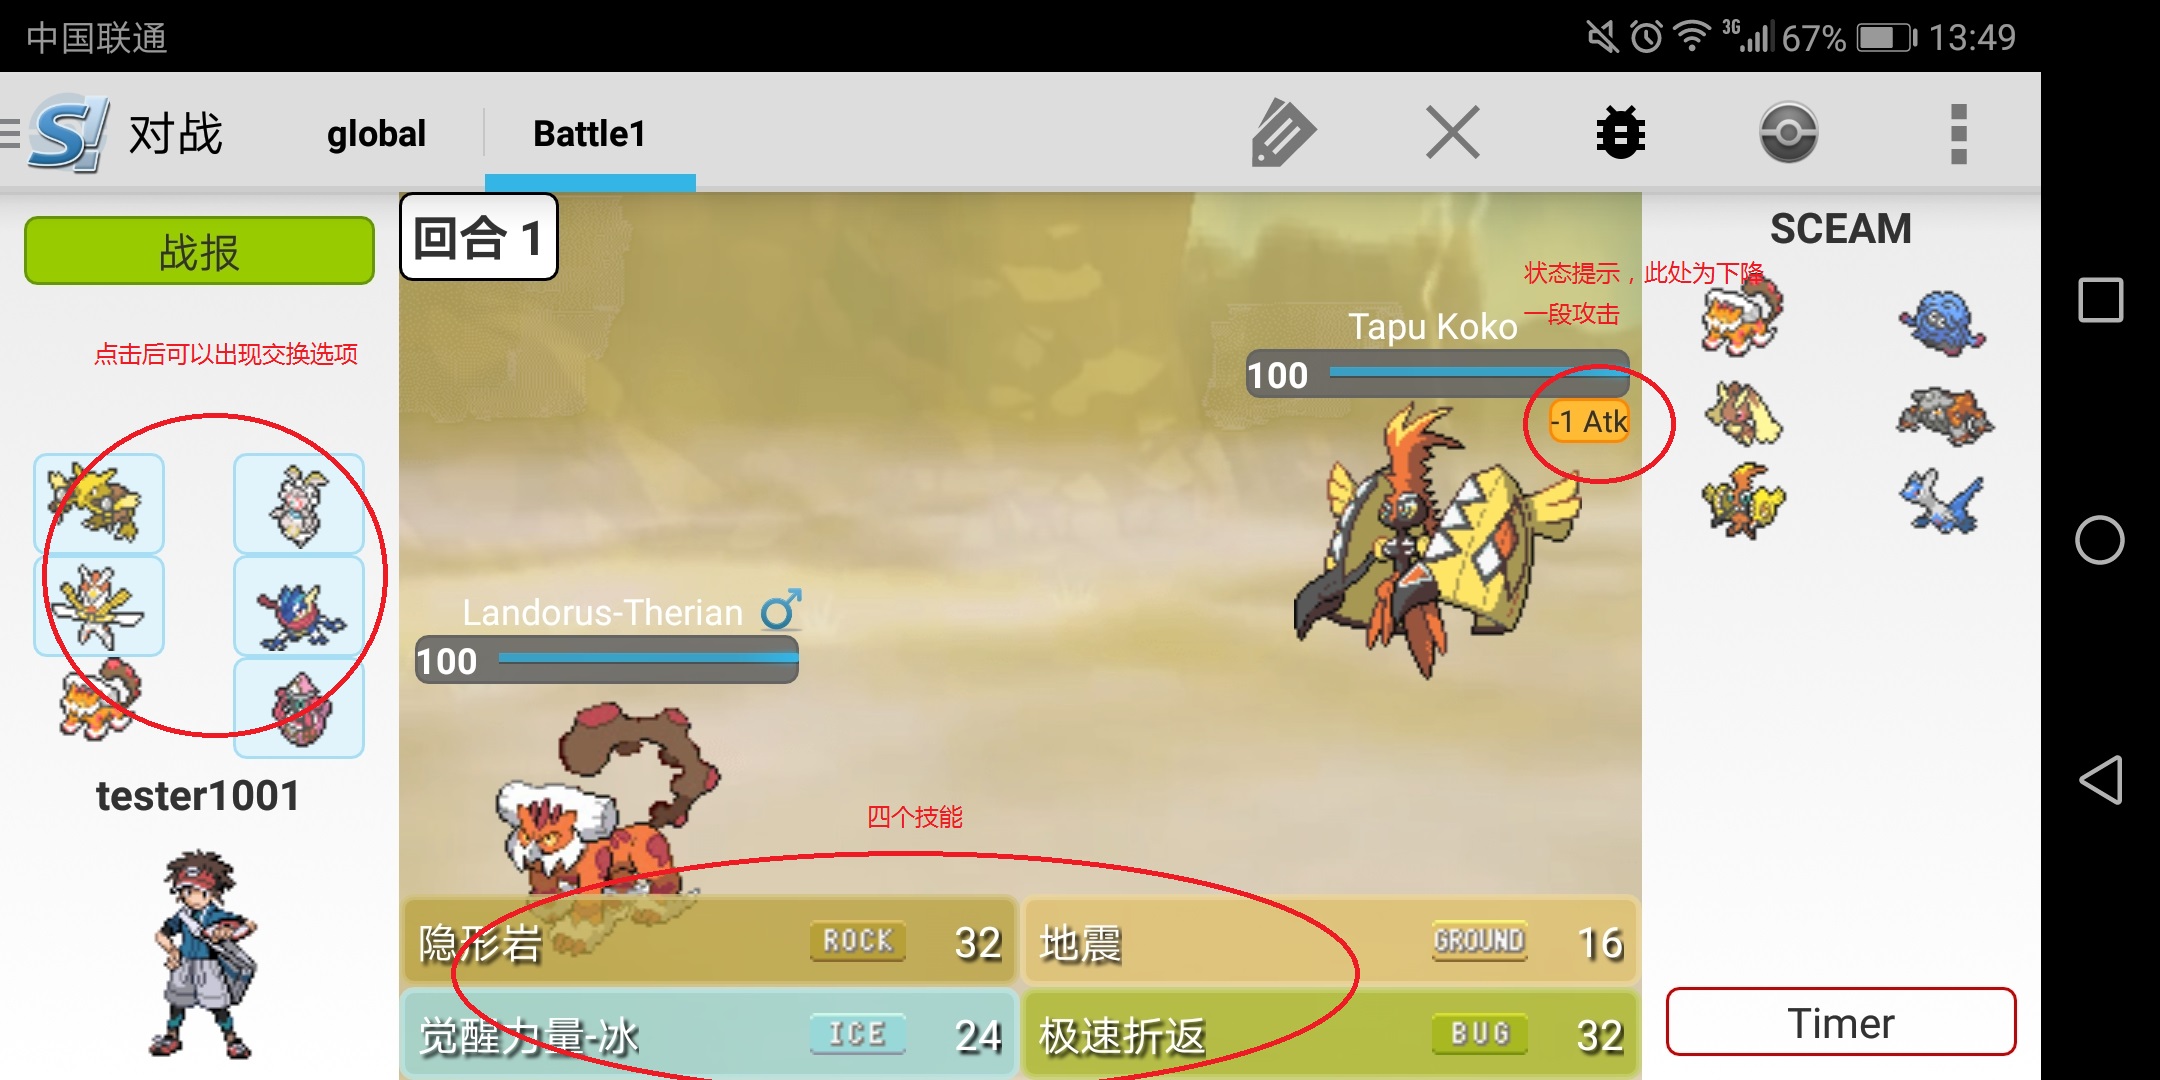 中国联通
3G
67%
13:49
S!
对战
global
Battle1
战报
回合 1
SCEAM
状态提示，此处为下降
一段攻击
Tapu Koko
100
-1 Atk
点击后可以出现交换选项
Landorus-Therian ♂
100
tester1001
四个技能
隐形岩 ROCK 32
地震 GROUND 16
觉醒力量-冰 ICE 24
极速折返 BUG 32
Timer